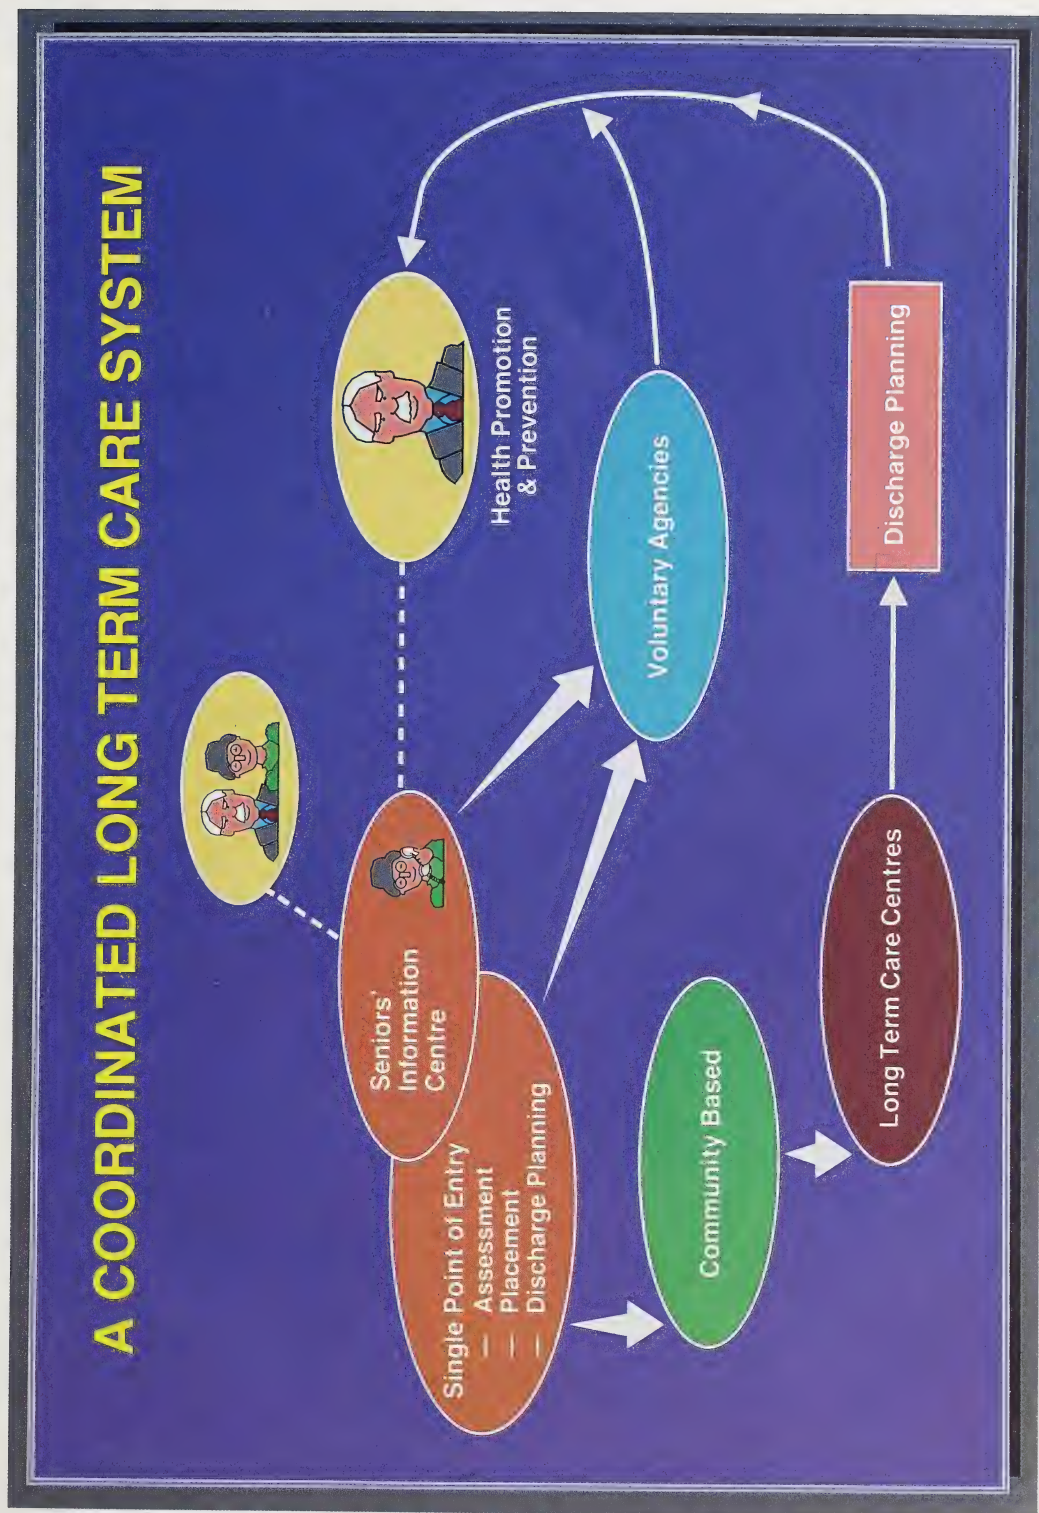 A COORDINATED LONG TERM CARE SYSTEM
Seniors'
Information
Centre
Single Point of Entry
— Assessment
— Placement
— Discharge Planning
Health Promotion
& Prevention
Voluntary Agencies
Community Based
Long Term Care Centres
Discharge Planning